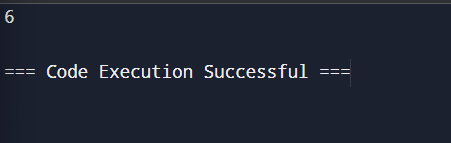 6
=== Code Execution Successful ===